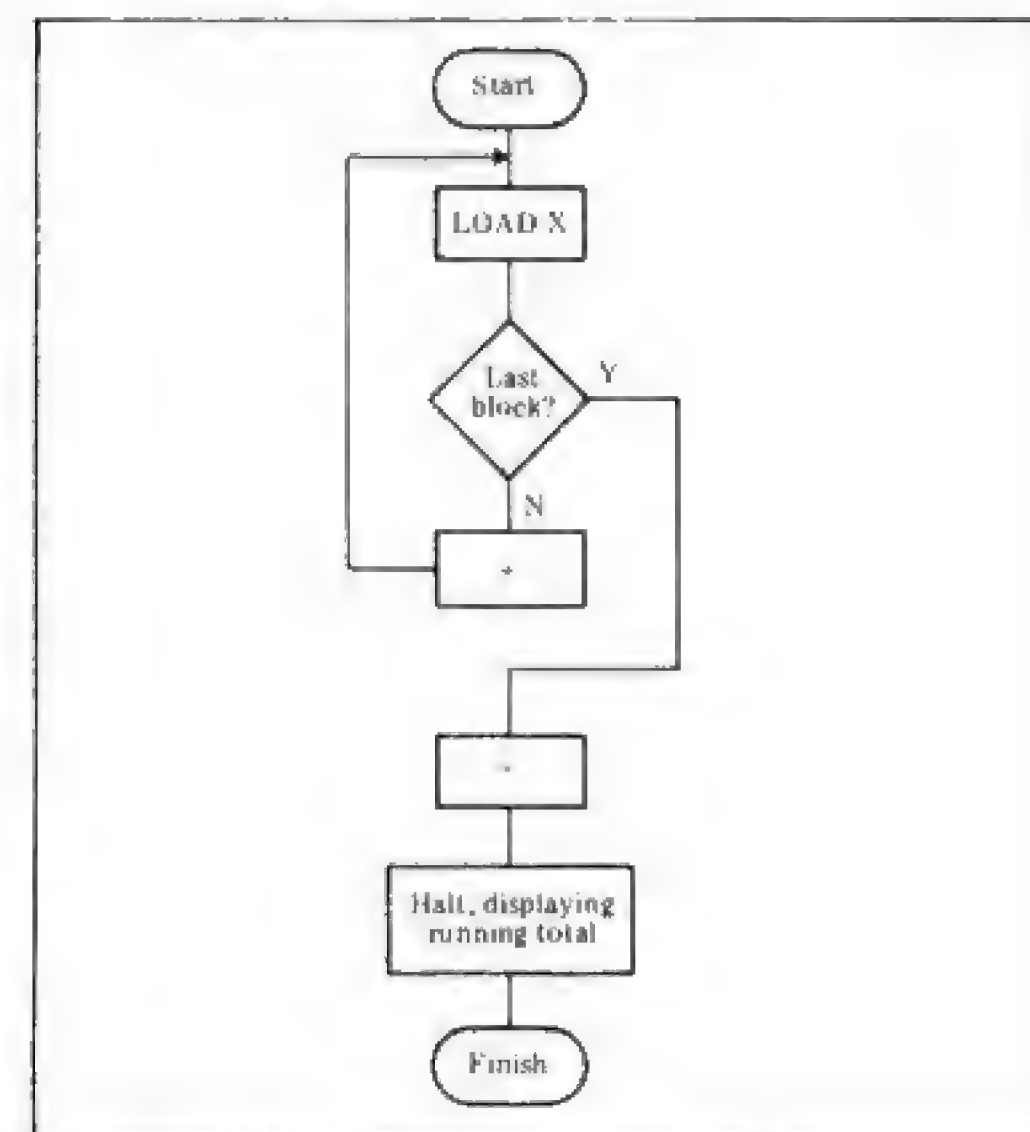 Start
LOAD X
Last
block?
Y
N
+
Halt, displaying
running total
Finish